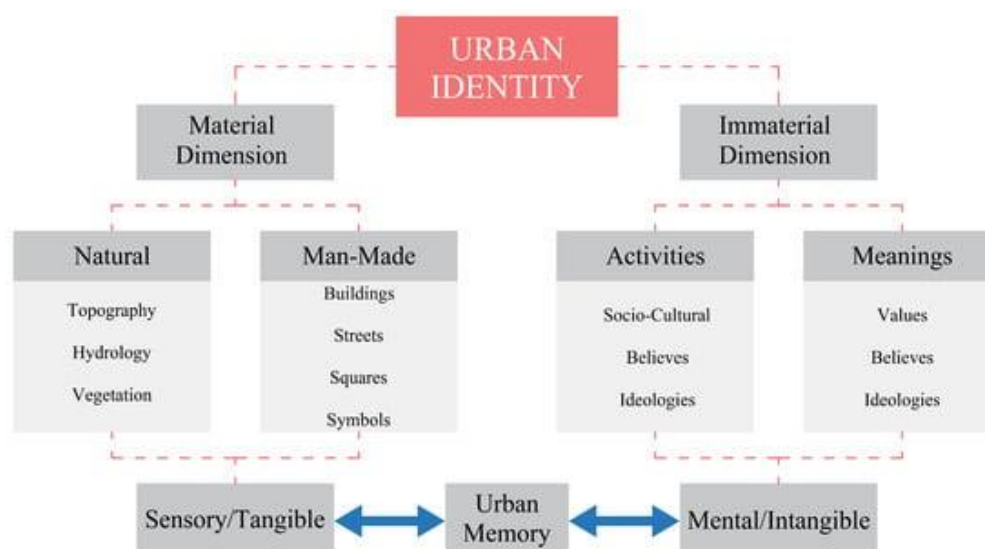 URBAN
IDENTITY
Material
Dimension
Immaterial
Dimension
Natural
Topography
Hydrology
Vegetation
Man-Made
Buildings
Streets
Squares
Symbols
Activities
Socio-Cultural
Believes
Ideologies
Meanings
Values
Believes
Ideologies
Sensory/Tangible
Urban
Memory
Mental/Intangible